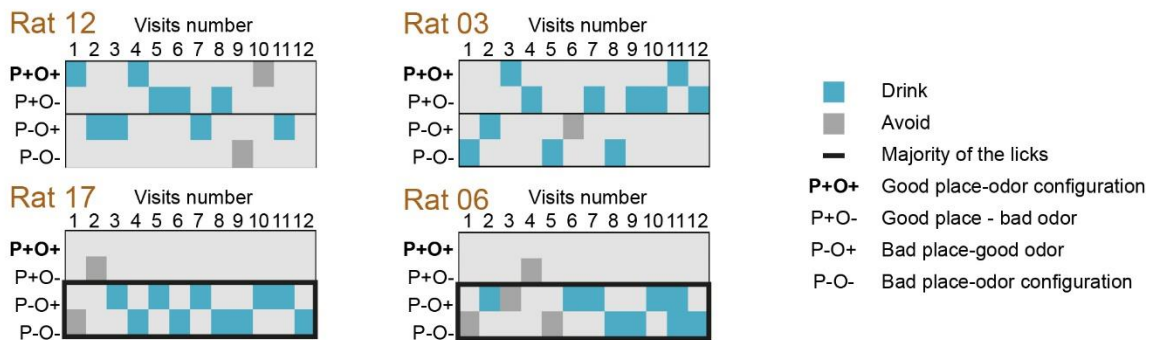 Rat 12 Visits number
1 2 3 4 5 6 7 8 9 10 11 12
P+O+
P+O-
P-O+
P-O-
Rat 03 Visits number
1 2 3 4 5 6 7 8 9 10 11 12
P+O+
P+O-
P-O+
P-O-
Rat 17 Visits number
1 2 3 4 5 6 7 8 9 10 11 12
P+O+
P+O-
P-O+
P-O-
Rat 06 Visits number
1 2 3 4 5 6 7 8 9 10 11 12
P+O+
P+O-
P-O+
P-O-
Drink
Avoid
Majority of the licks
P+O+ Good place-odor configuration
P+O- Good place - bad odor
P-O+ Bad place-good odor
P-O- Bad place-odor configuration